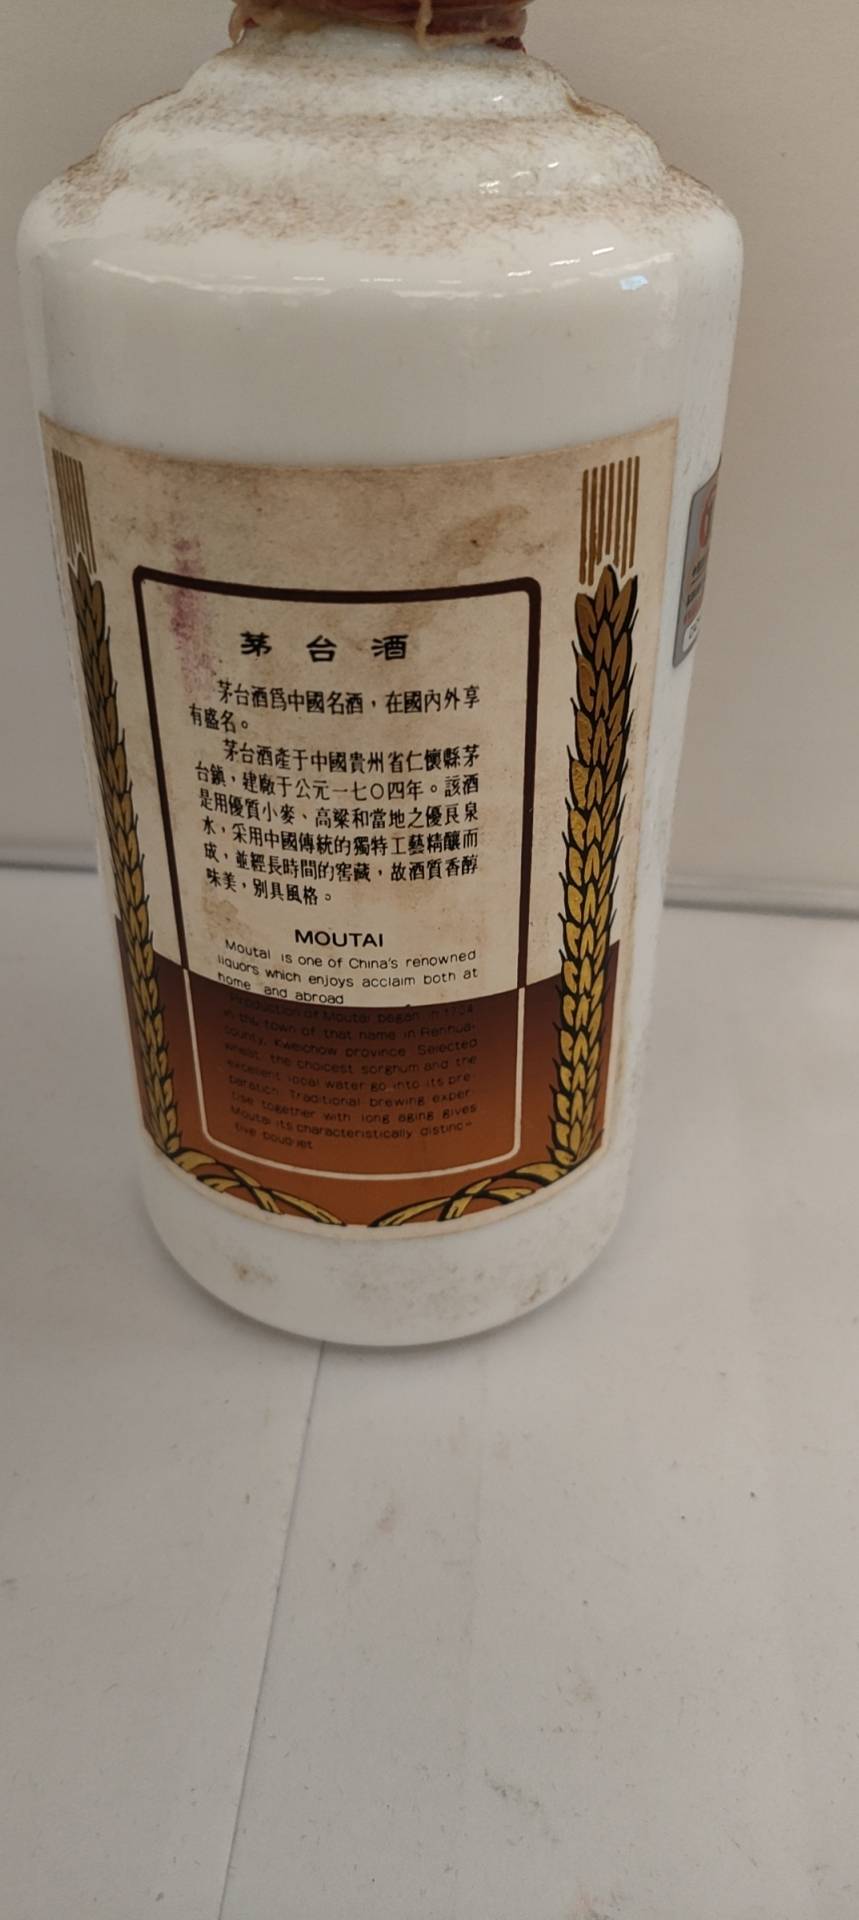 茅台酒
茅台酒爲中國名酒，在國內外享
有盛名。
茅台酒產于中國貴州省仁懷縣茅
台鎮，建廠于公元一七〇四年。該酒
是用優質小麥、高粱和當地之優良泉
水，采用中國傳統的獨特工藝精釀而
成，並經長時間的窖藏，故酒質香醇
味美，別具風格。
MOUTAI
Moutai is one of China's renowned
liquors which enjoys acclaim both at
home and abroad
Production of Moutai began in 1704
in the town of that name in Renhuai
county, Kweichow province Selected
wheat, the choicest sorghum and the
excellent local water go into its pre
paration. Traditional brewing exper
tise together with long aging gives
Moutai its characteristically distinc-
tive bouquet